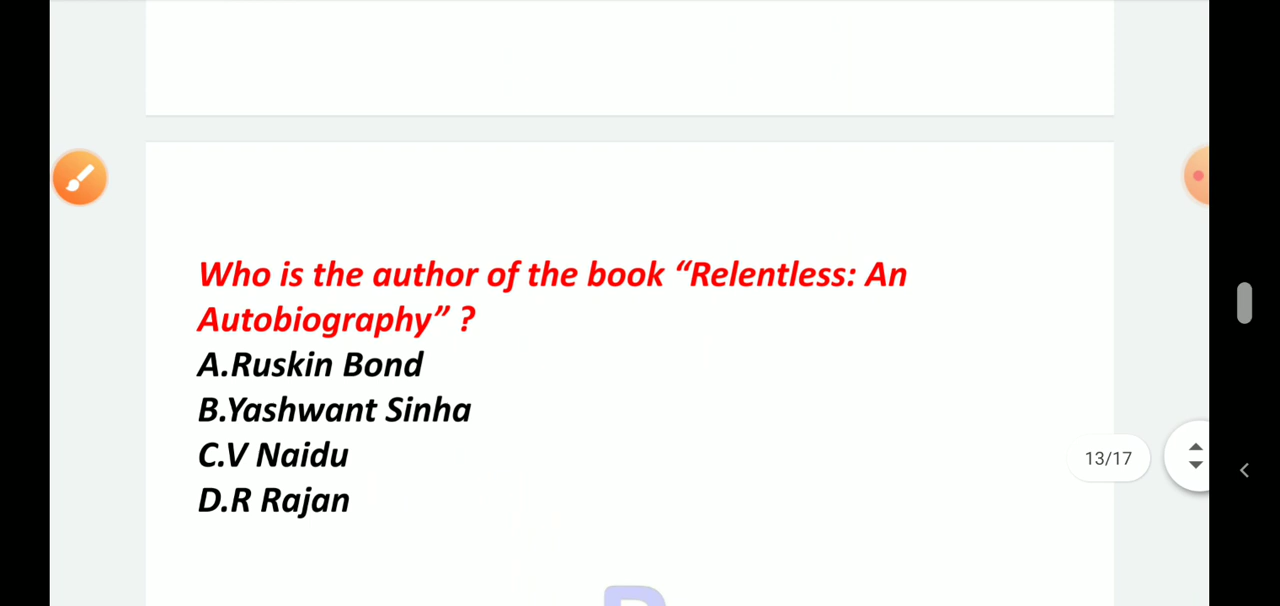 Who is the author of the book “Relentless: An
Autobiography” ?
A.Ruskin Bond
B.Yashwant Sinha
C.V Naidu
D.R Rajan
13/17